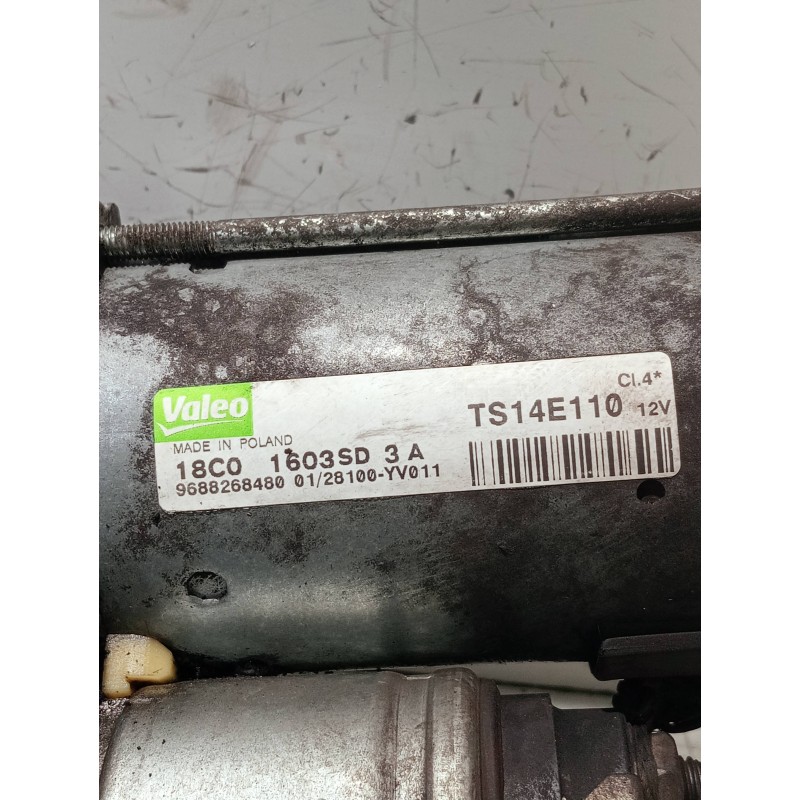 Valeo
MADE IN POLAND
18C0 1603SD 3 A
9688268480 01/28100-YV011
Cl.4*
TS14E110 12V